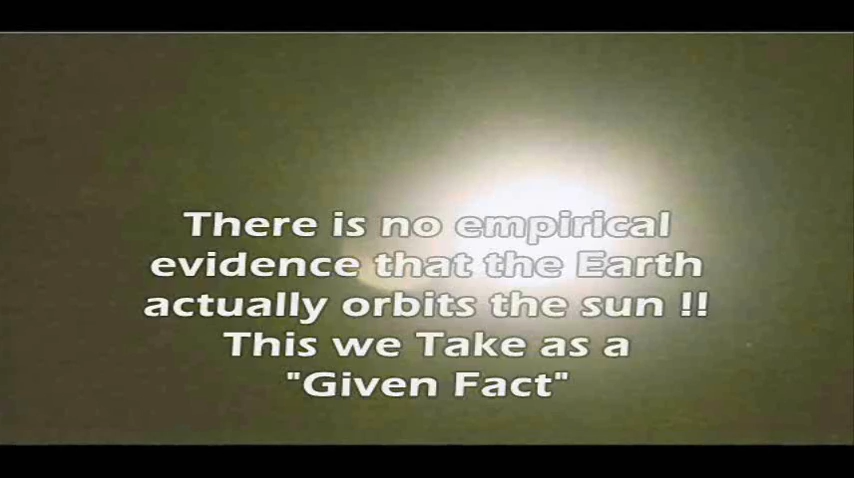 There is no empirical
evidence that the Earth
actually orbits the sun !!
This we Take as a
"Given Fact"